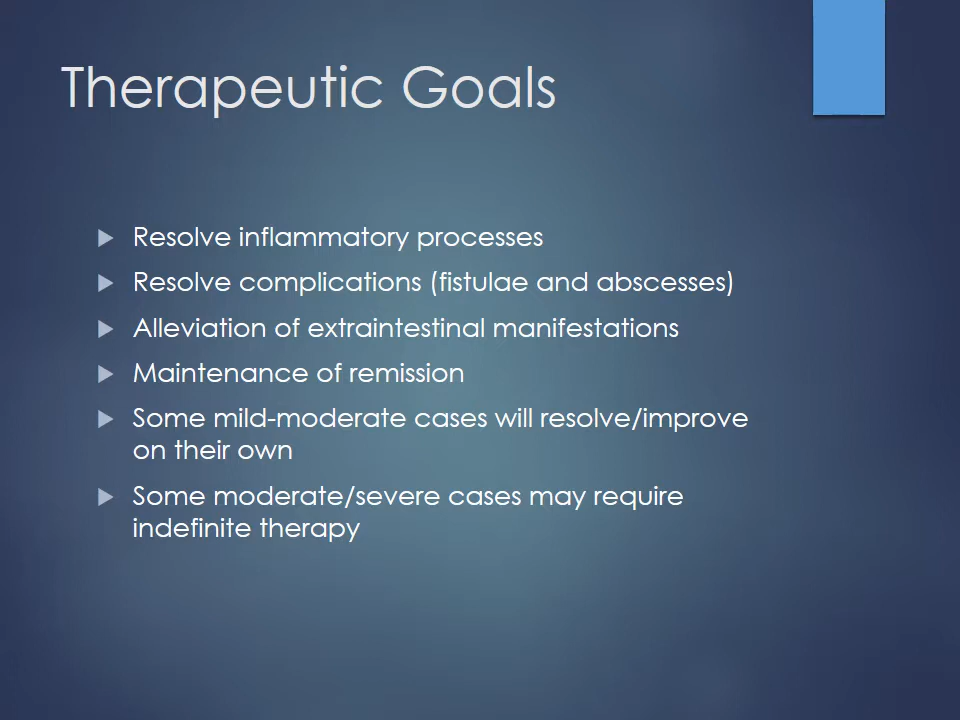 Therapeutic Goals
Resolve inflammatory processes
Resolve complications (fistulae and abscesses)
Alleviation of extraintestinal manifestations
Maintenance of remission
Some mild-moderate cases will resolve/improve
on their own
Some moderate/severe cases may require
indefinite therapy